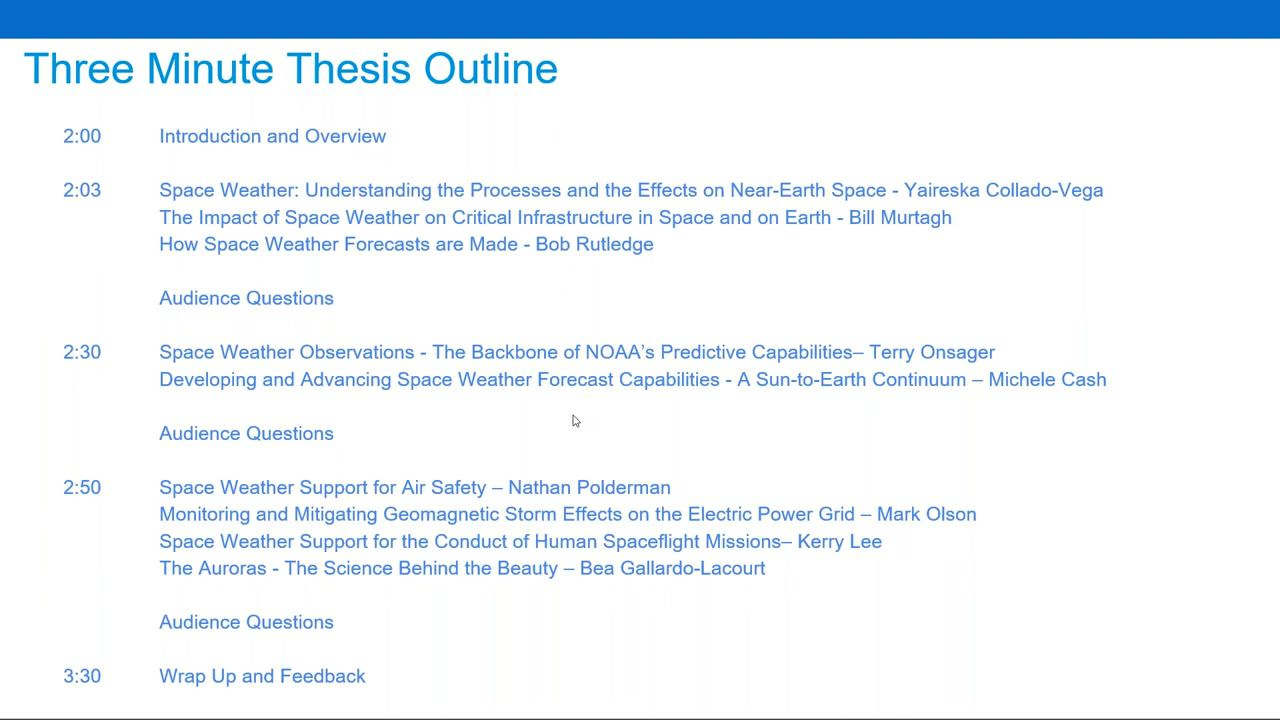 Three Minute Thesis Outline
2:00 Introduction and Overview
2:03 Space Weather: Understanding the Processes and the Effects on Near-Earth Space - Yaireska Collado-Vega
The Impact of Space Weather on Critical Infrastructure in Space and on Earth - Bill Murtagh
How Space Weather Forecasts are Made - Bob Rutledge
Audience Questions
2:30 Space Weather Observations - The Backbone of NOAA’s Predictive Capabilities– Terry Onsager
Developing and Advancing Space Weather Forecast Capabilities - A Sun-to-Earth Continuum – Michele Cash
Audience Questions
2:50 Space Weather Support for Air Safety – Nathan Polderman
Monitoring and Mitigating Geomagnetic Storm Effects on the Electric Power Grid – Mark Olson
Space Weather Support for the Conduct of Human Spaceflight Missions– Kerry Lee
The Auroras - The Science Behind the Beauty – Bea Gallardo-Lacourt
Audience Questions
3:30 Wrap Up and Feedback